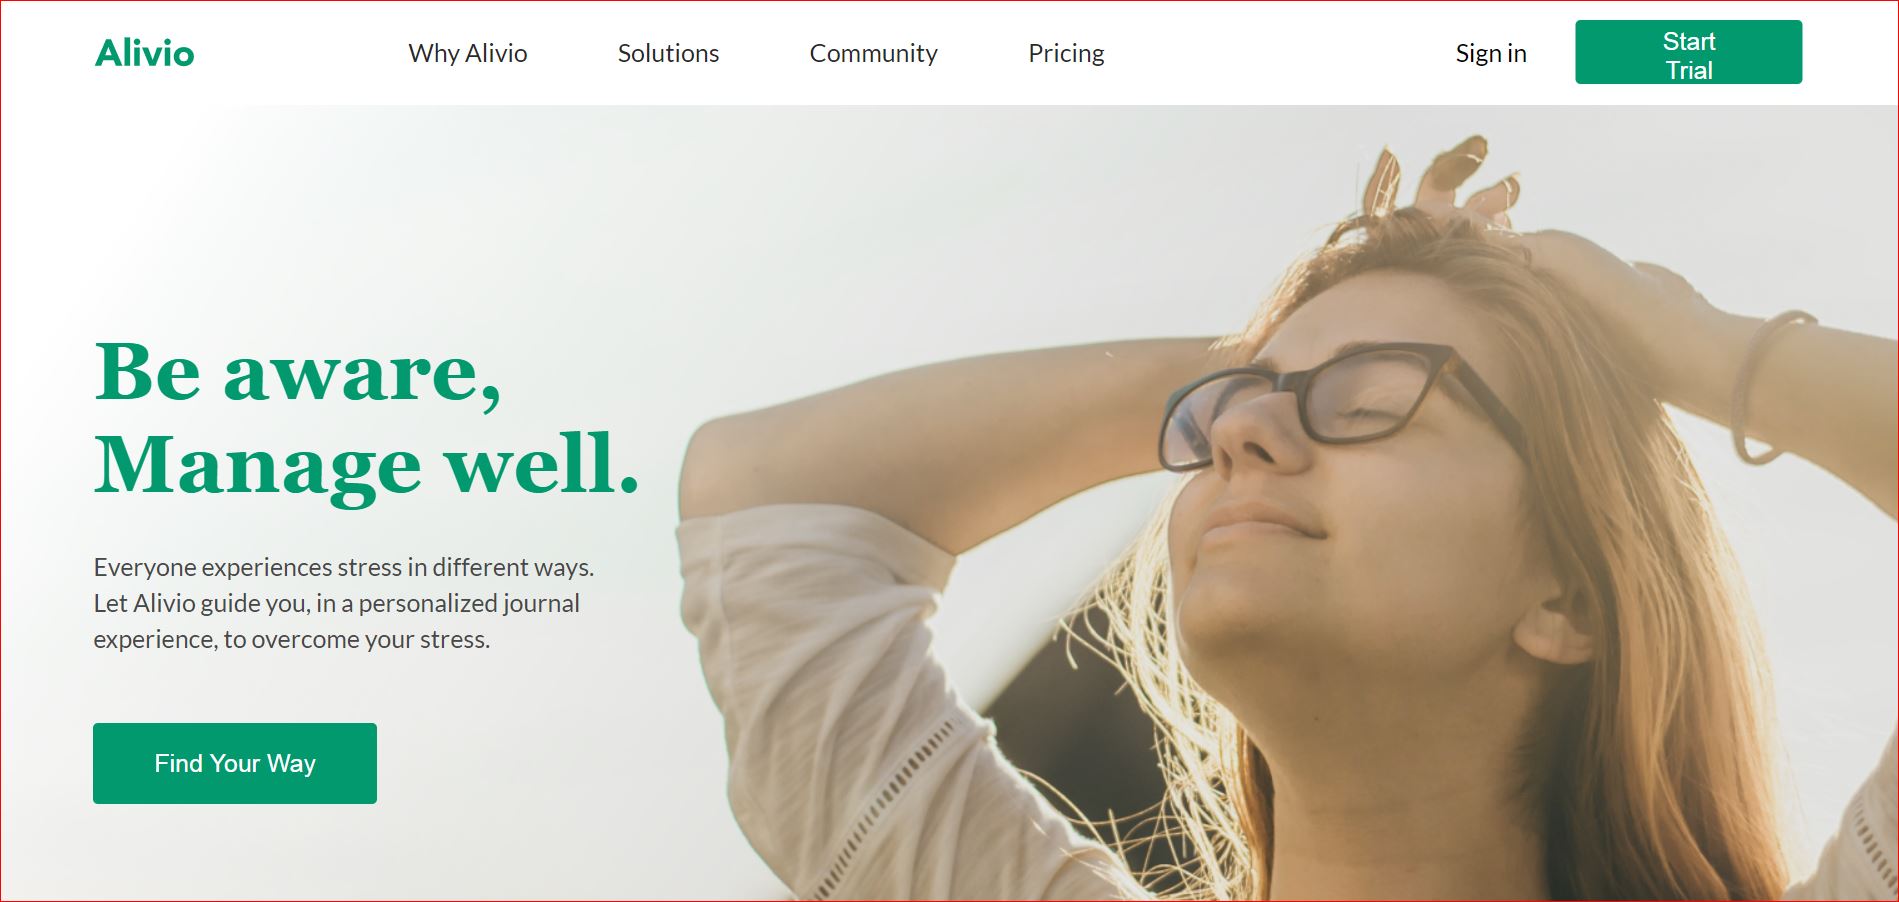 Alivio
Why Alivio
Solutions
Community
Pricing
Sign in
Start
Trial
Be aware,
Manage well.
Everyone experiences stress in different ways.
Let Alivio guide you, in a personalized journal
experience, to overcome your stress.
Find Your Way